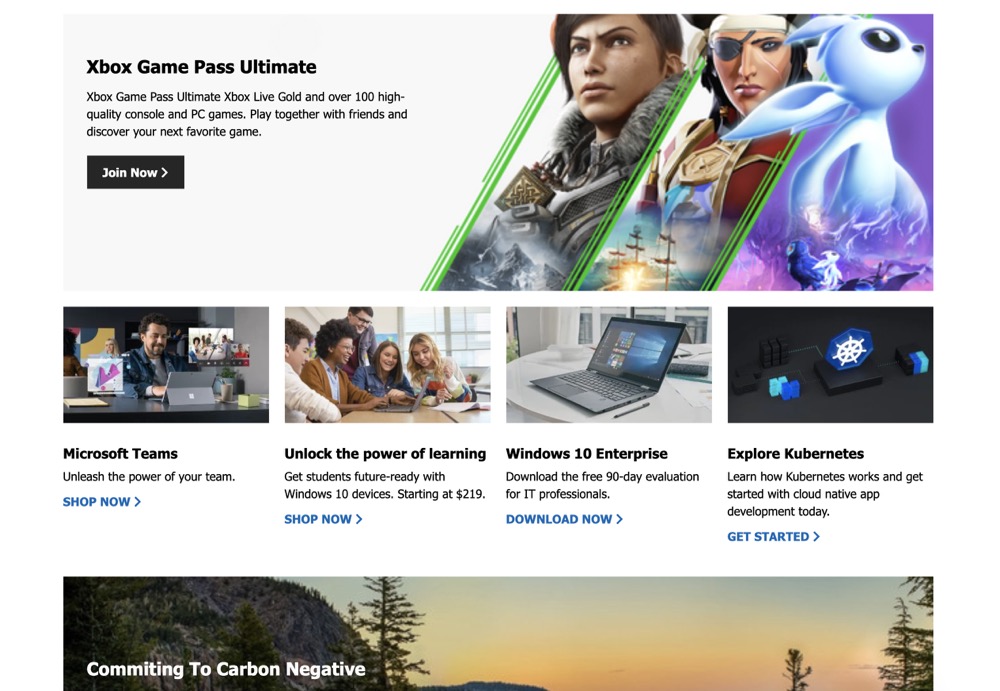 Xbox Game Pass Ultimate
Xbox Game Pass Ultimate Xbox Live Gold and over 100 high-
quality console and PC games. Play together with friends and
discover your next favorite game.
Join Now
Microsoft Teams
Unleash the power of your team.
SHOP NOW
Unlock the power of learning
Get students future-ready with
Windows 10 devices. Starting at $219.
SHOP NOW
Windows 10 Enterprise
Download the free 90-day evaluation
for IT professionals.
DOWNLOAD NOW
Explore Kubernetes
Learn how Kubernetes works and get
started with cloud native app
development today.
GET STARTED
Commiting To Carbon Negative